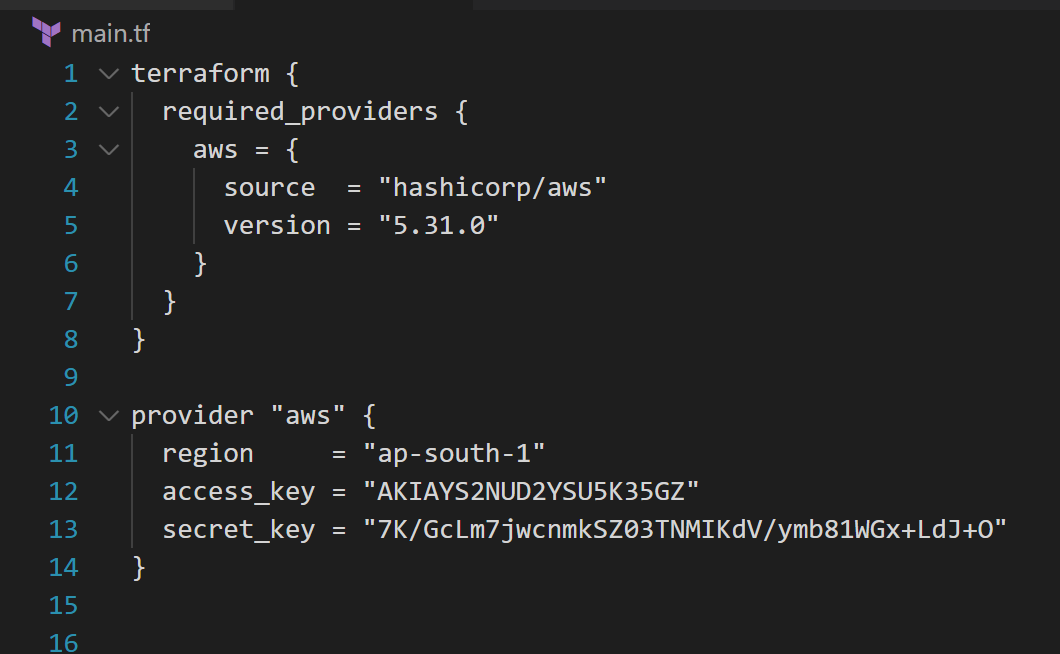 main.tf
1 terraform {
2   required_providers {
3     aws = {
4       source  = "hashicorp/aws"
5       version = "5.31.0"
6     }
7   }
8 }
9
10 provider "aws" {
11   region     = "ap-south-1"
12   access_key = "AKIAYS2NUD2YSU5K35GZ"
13   secret_key = "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"
14 }
15
16